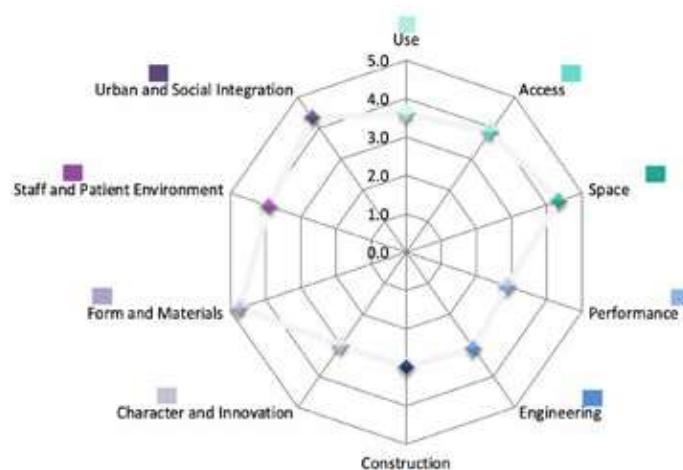 Use
5.0
Urban and Social Integration
Access
4.0
3.0
Staff and Patient Environment
Space
2.0
1.0
0.0
Form and Materials
Performance
Character and Innovation
Engineering
Construction